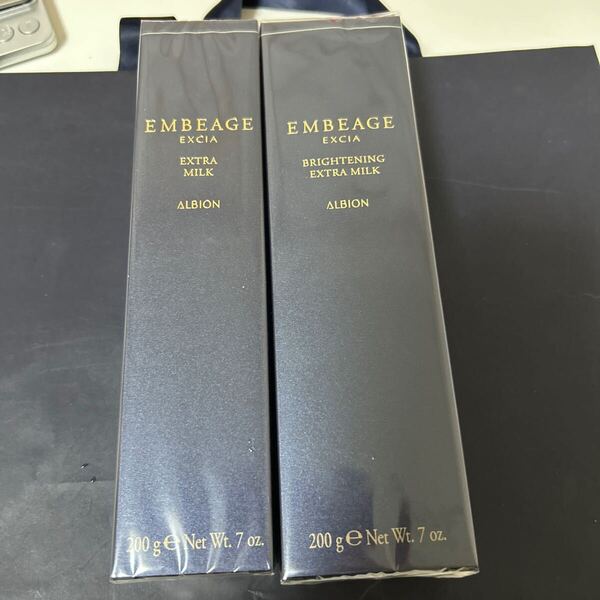 EMBEAGE
EXCIA
EXTRA
MILK
ALBION
200 g ℮ Net Wt. 7 oz.
EMBEAGE
EXCIA
BRIGHTENING
EXTRA MILK
ALBION
200 g ℮ Net Wt. 7 oz.